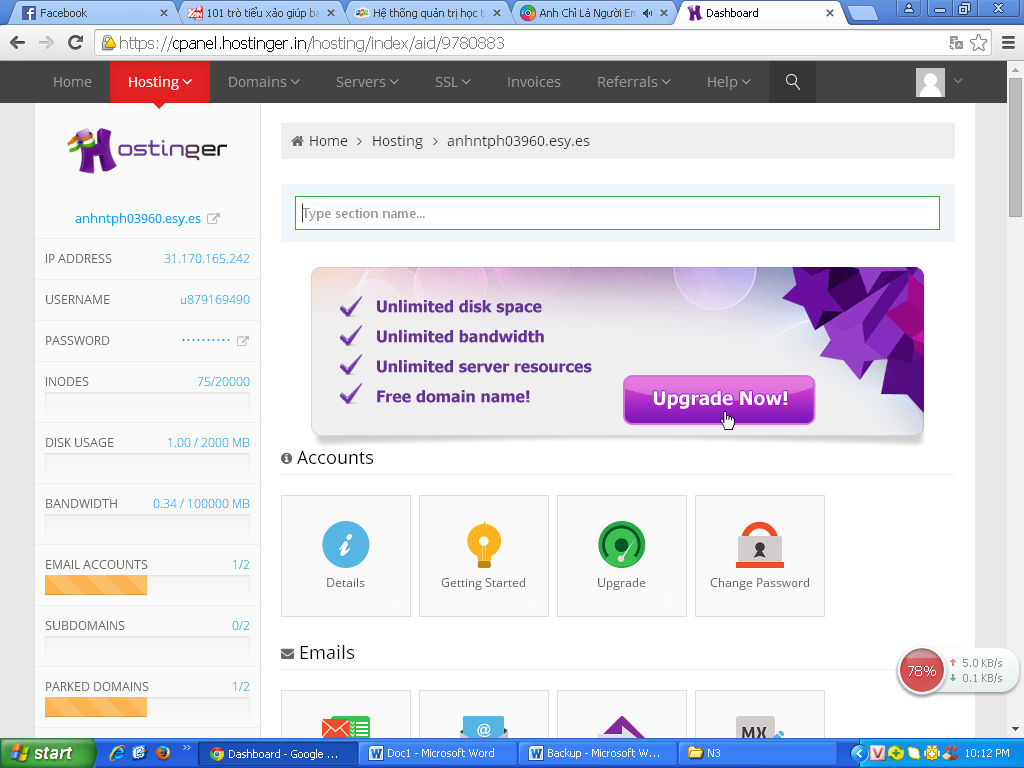 Facebook
101 trò tiểu xảo giúp bạ
Hệ thống quản trị học t
Anh Chỉ Là Người Em
Dashboard
https://cpanel.hostinger.in/hosting/index/aid/9780883
Home
Hosting
Domains
Servers
SSL
Invoices
Referrals
Help
Hostinger
anhntph03960.esy.es
IP ADDRESS 31.170.165.242
USERNAME u879169490
PASSWORD ··········
INODES 75/20000
DISK USAGE 1.00 / 2000 MB
BANDWIDTH 0.34 / 100000 MB
EMAIL ACCOUNTS 1/2
SUBDOMAINS 0/2
PARKED DOMAINS 1/2
Home > Hosting > anhntph03960.esy.es
Type section name...
Unlimited disk space
Unlimited bandwidth
Unlimited server resources
Free domain name!
Upgrade Now!
Accounts
Details
Getting Started
Upgrade
Change Password
Emails
MX
78%
5.0 KB/s
0.1 KB/s
start
Dashboard - Google ...
Doc1 - Microsoft Word
Backup - Microsoft W...
N3
10:12 PM